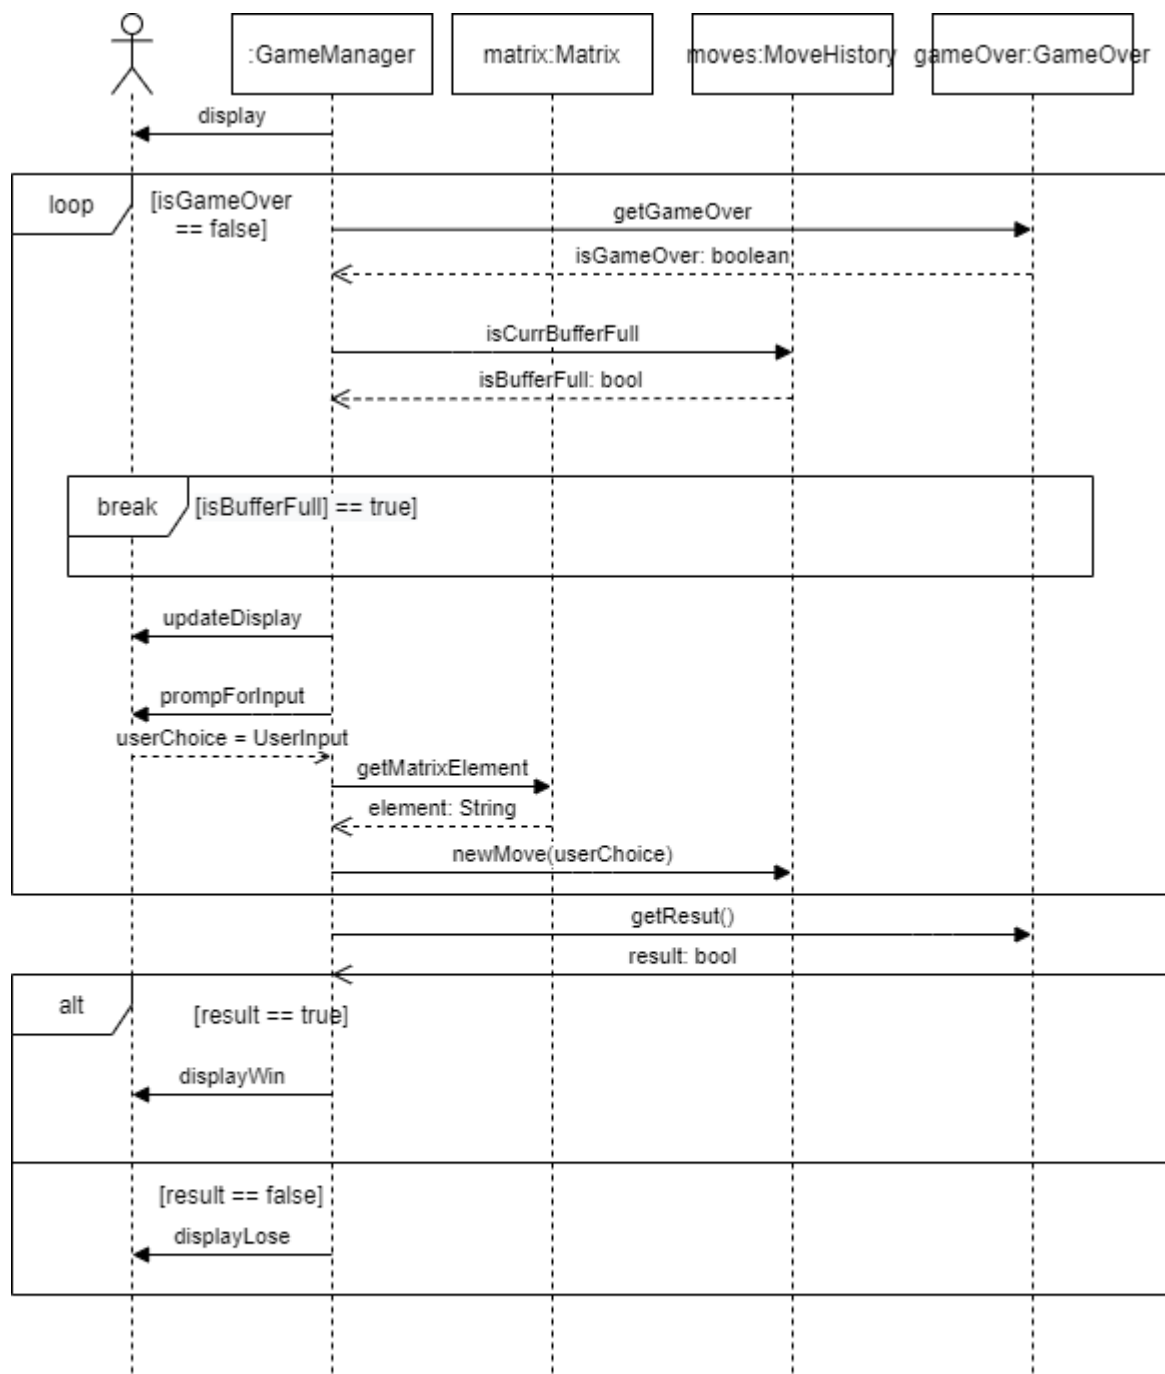 :GameManager
matrix:Matrix
moves:MoveHistory
gameOver:GameOver
display
loop
[isGameOver
== false]
getGameOver
isGameOver: boolean
isCurrBufferFull
isBufferFull: bool
break
[isBufferFull] == true]
updateDisplay
prompForInput
userChoice = UserInput
getMatrixElement
element: String
newMove(userChoice)
getResut()
result: bool
alt
[result == true]
displayWin
[result == false]
displayLose